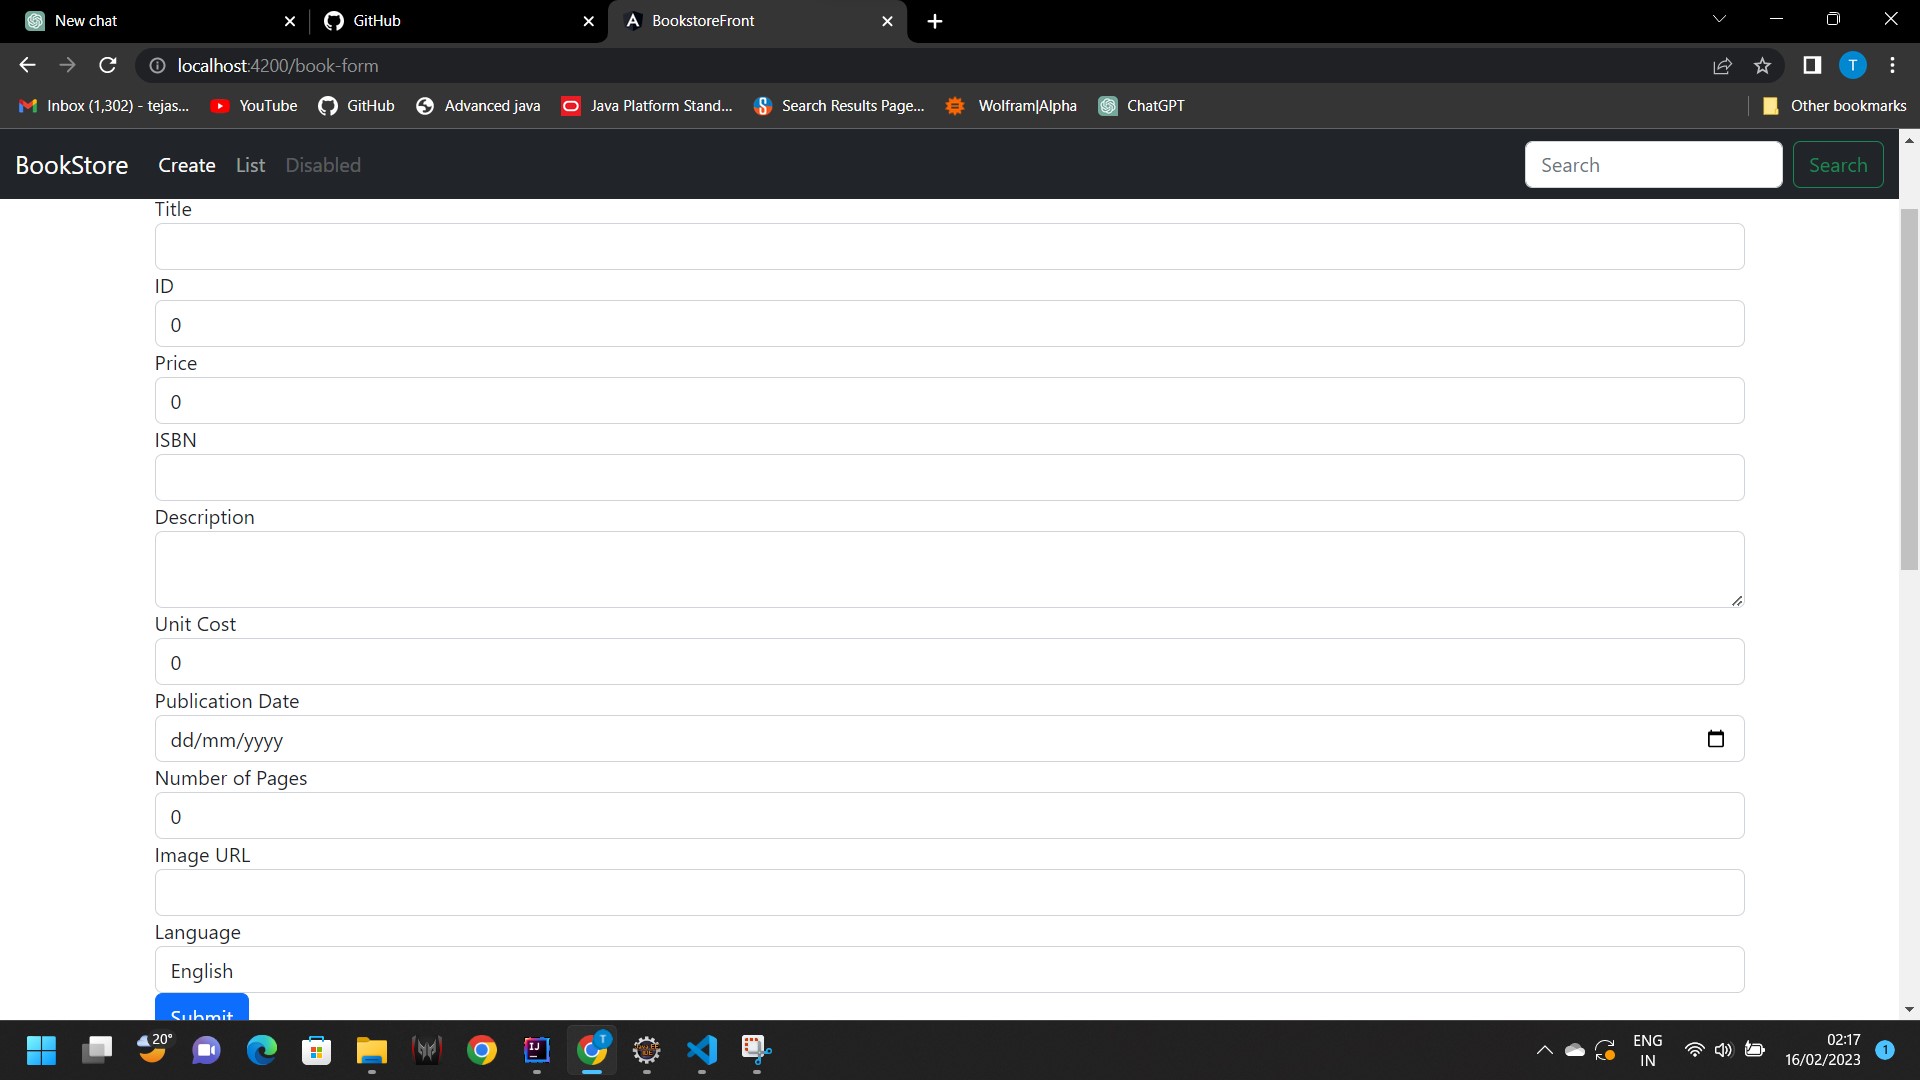 New chat
GitHub
BookstoreFront
localhost:4200/book-form
T
Inbox (1,302) - tejas...
YouTube
GitHub
Advanced java
Java Platform Stand...
Search Results Page...
Wolfram|Alpha
ChatGPT
Other bookmarks
BookStore
Create
List
Disabled
Search
Search
Title
ID
0
Price
0
ISBN
Description
Unit Cost
0
Publication Date
dd/mm/yyyy
Number of Pages
0
Image URL
Language
English
Submit
20°
IJ
T
ENG
IN
02:17
16/02/2023
1